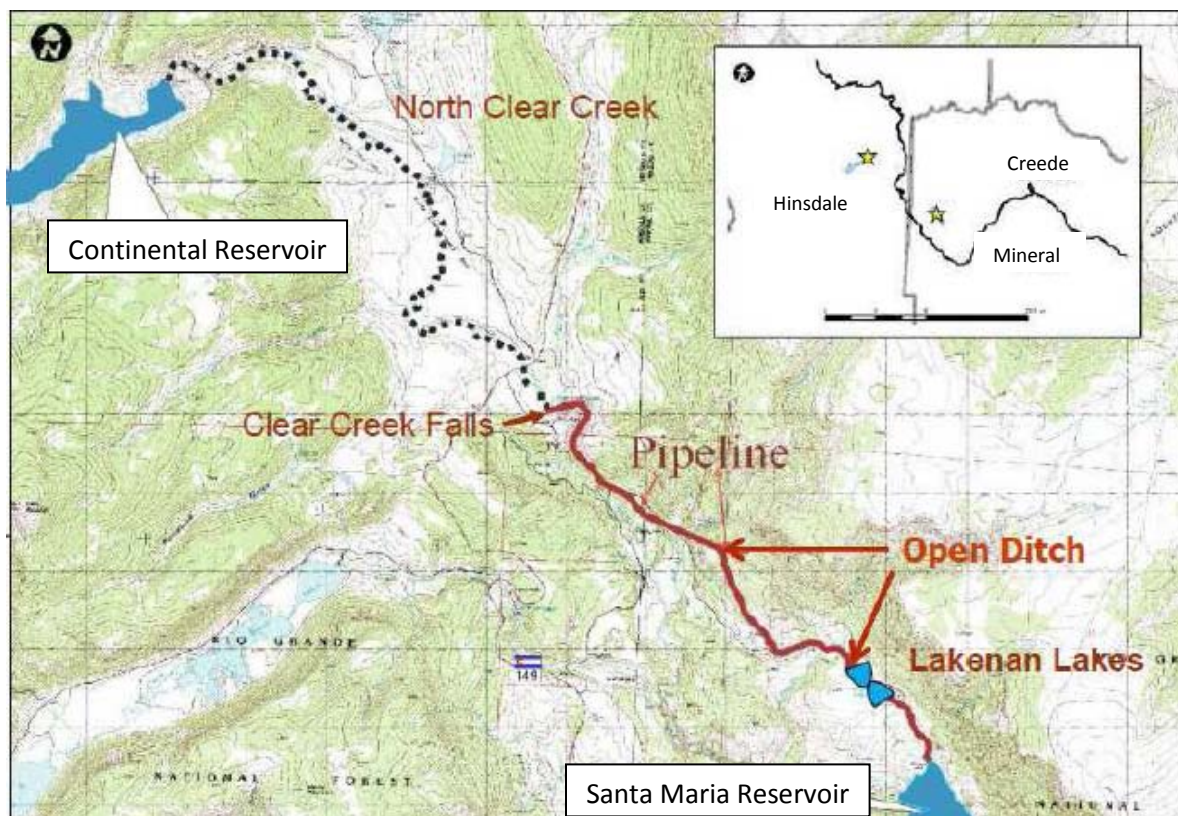 N
North Clear Creek
Creede
Hinsdale
Mineral
Continental Reservoir
Clear Creek Falls
Pipeline
Open Ditch
RIO GRANDE
149
Lakenan Lakes
NATIONAL FOREST
Santa Maria Reservoir
NATIONAL